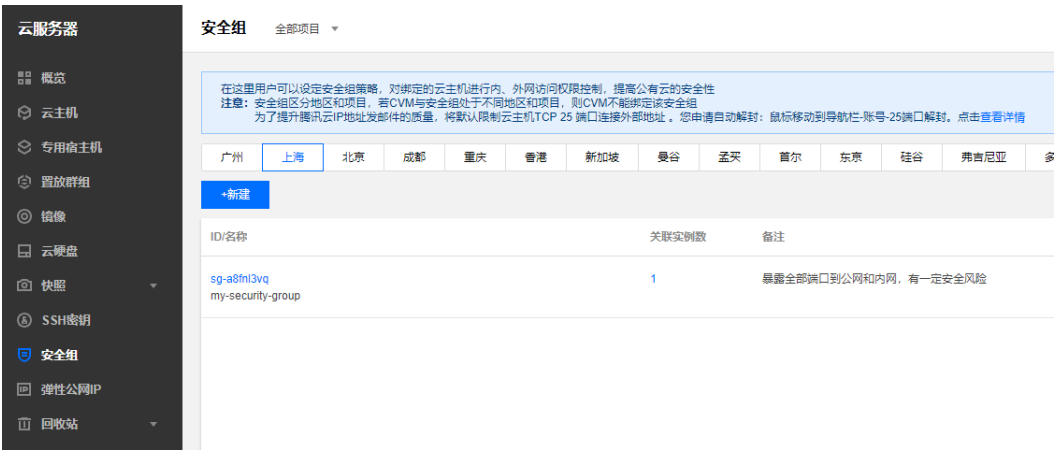 云服务器
概览
云主机
专用宿主机
置放群组
镜像
云硬盘
快照
SSH密钥
安全组
弹性公网IP
回收站
安全组 全部项目
在这里用户可以设定安全组策略，对绑定的云主机进行内、外网访问权限控制，提高公有云的安全性
注意：安全组区分地区和项目，若CVM与安全组处于不同地区和项目，则CVM不能绑定该安全组
为了提升腾讯云IP地址发邮件的质量，将默认限制云主机TCP 25 端口连接外部地址 。您申请自动解封：鼠标移动到导航栏-账号-25端口解封。点击查看详情
广州 上海 北京 成都 重庆 香港 新加坡 曼谷 孟买 首尔 东京 硅谷 弗吉尼亚 多
+新建
ID/名称 关联实例数 备注
sg-a8fnl3vq 1 暴露全部端口到公网和内网，有一定安全风险
my-security-group